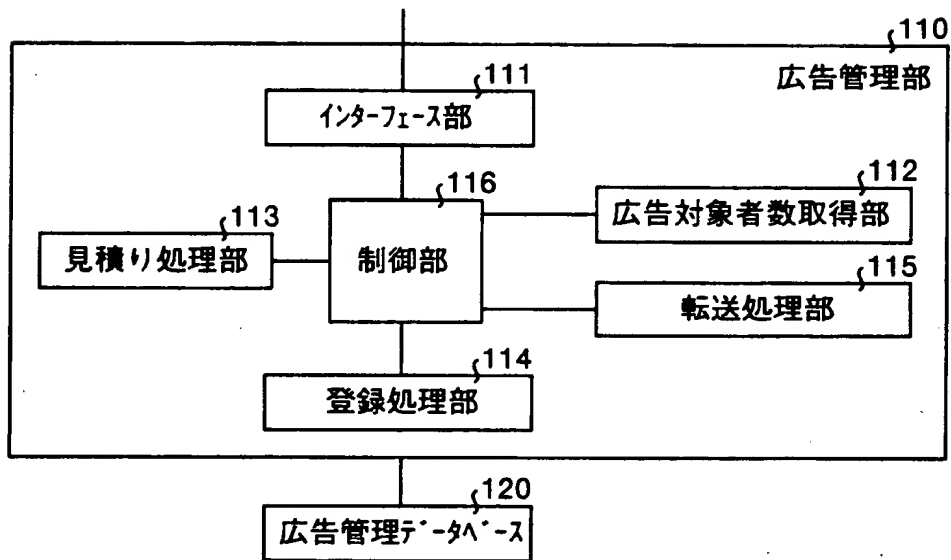 110
広告管理部
111
インターフェース部
116
112
113
広告対象者数取得部
見積り処理部
制御部
115
転送処理部
114
登録処理部
120
広告管理データベース